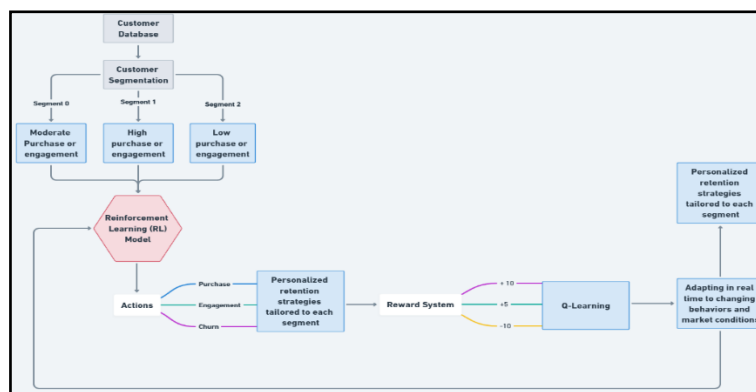 Customer
Database
Customer
Segmentation
Segment 0
Segment 1
Segment 2
Moderate
Purchase or
engagement
High
purchase or
engagement
Low
purchase or
engagement
Reinforcement
Learning (RL)
Model
Actions
Purchase
Engagement
Churn
Personalized
retention
strategies
tailored to each
segment
Reward System
+ 10
+5
-10
Q-Learning
Adapting in real
time to changing
behaviors and
market conditions
Personalized
retention
strategies
tailored to each
segment